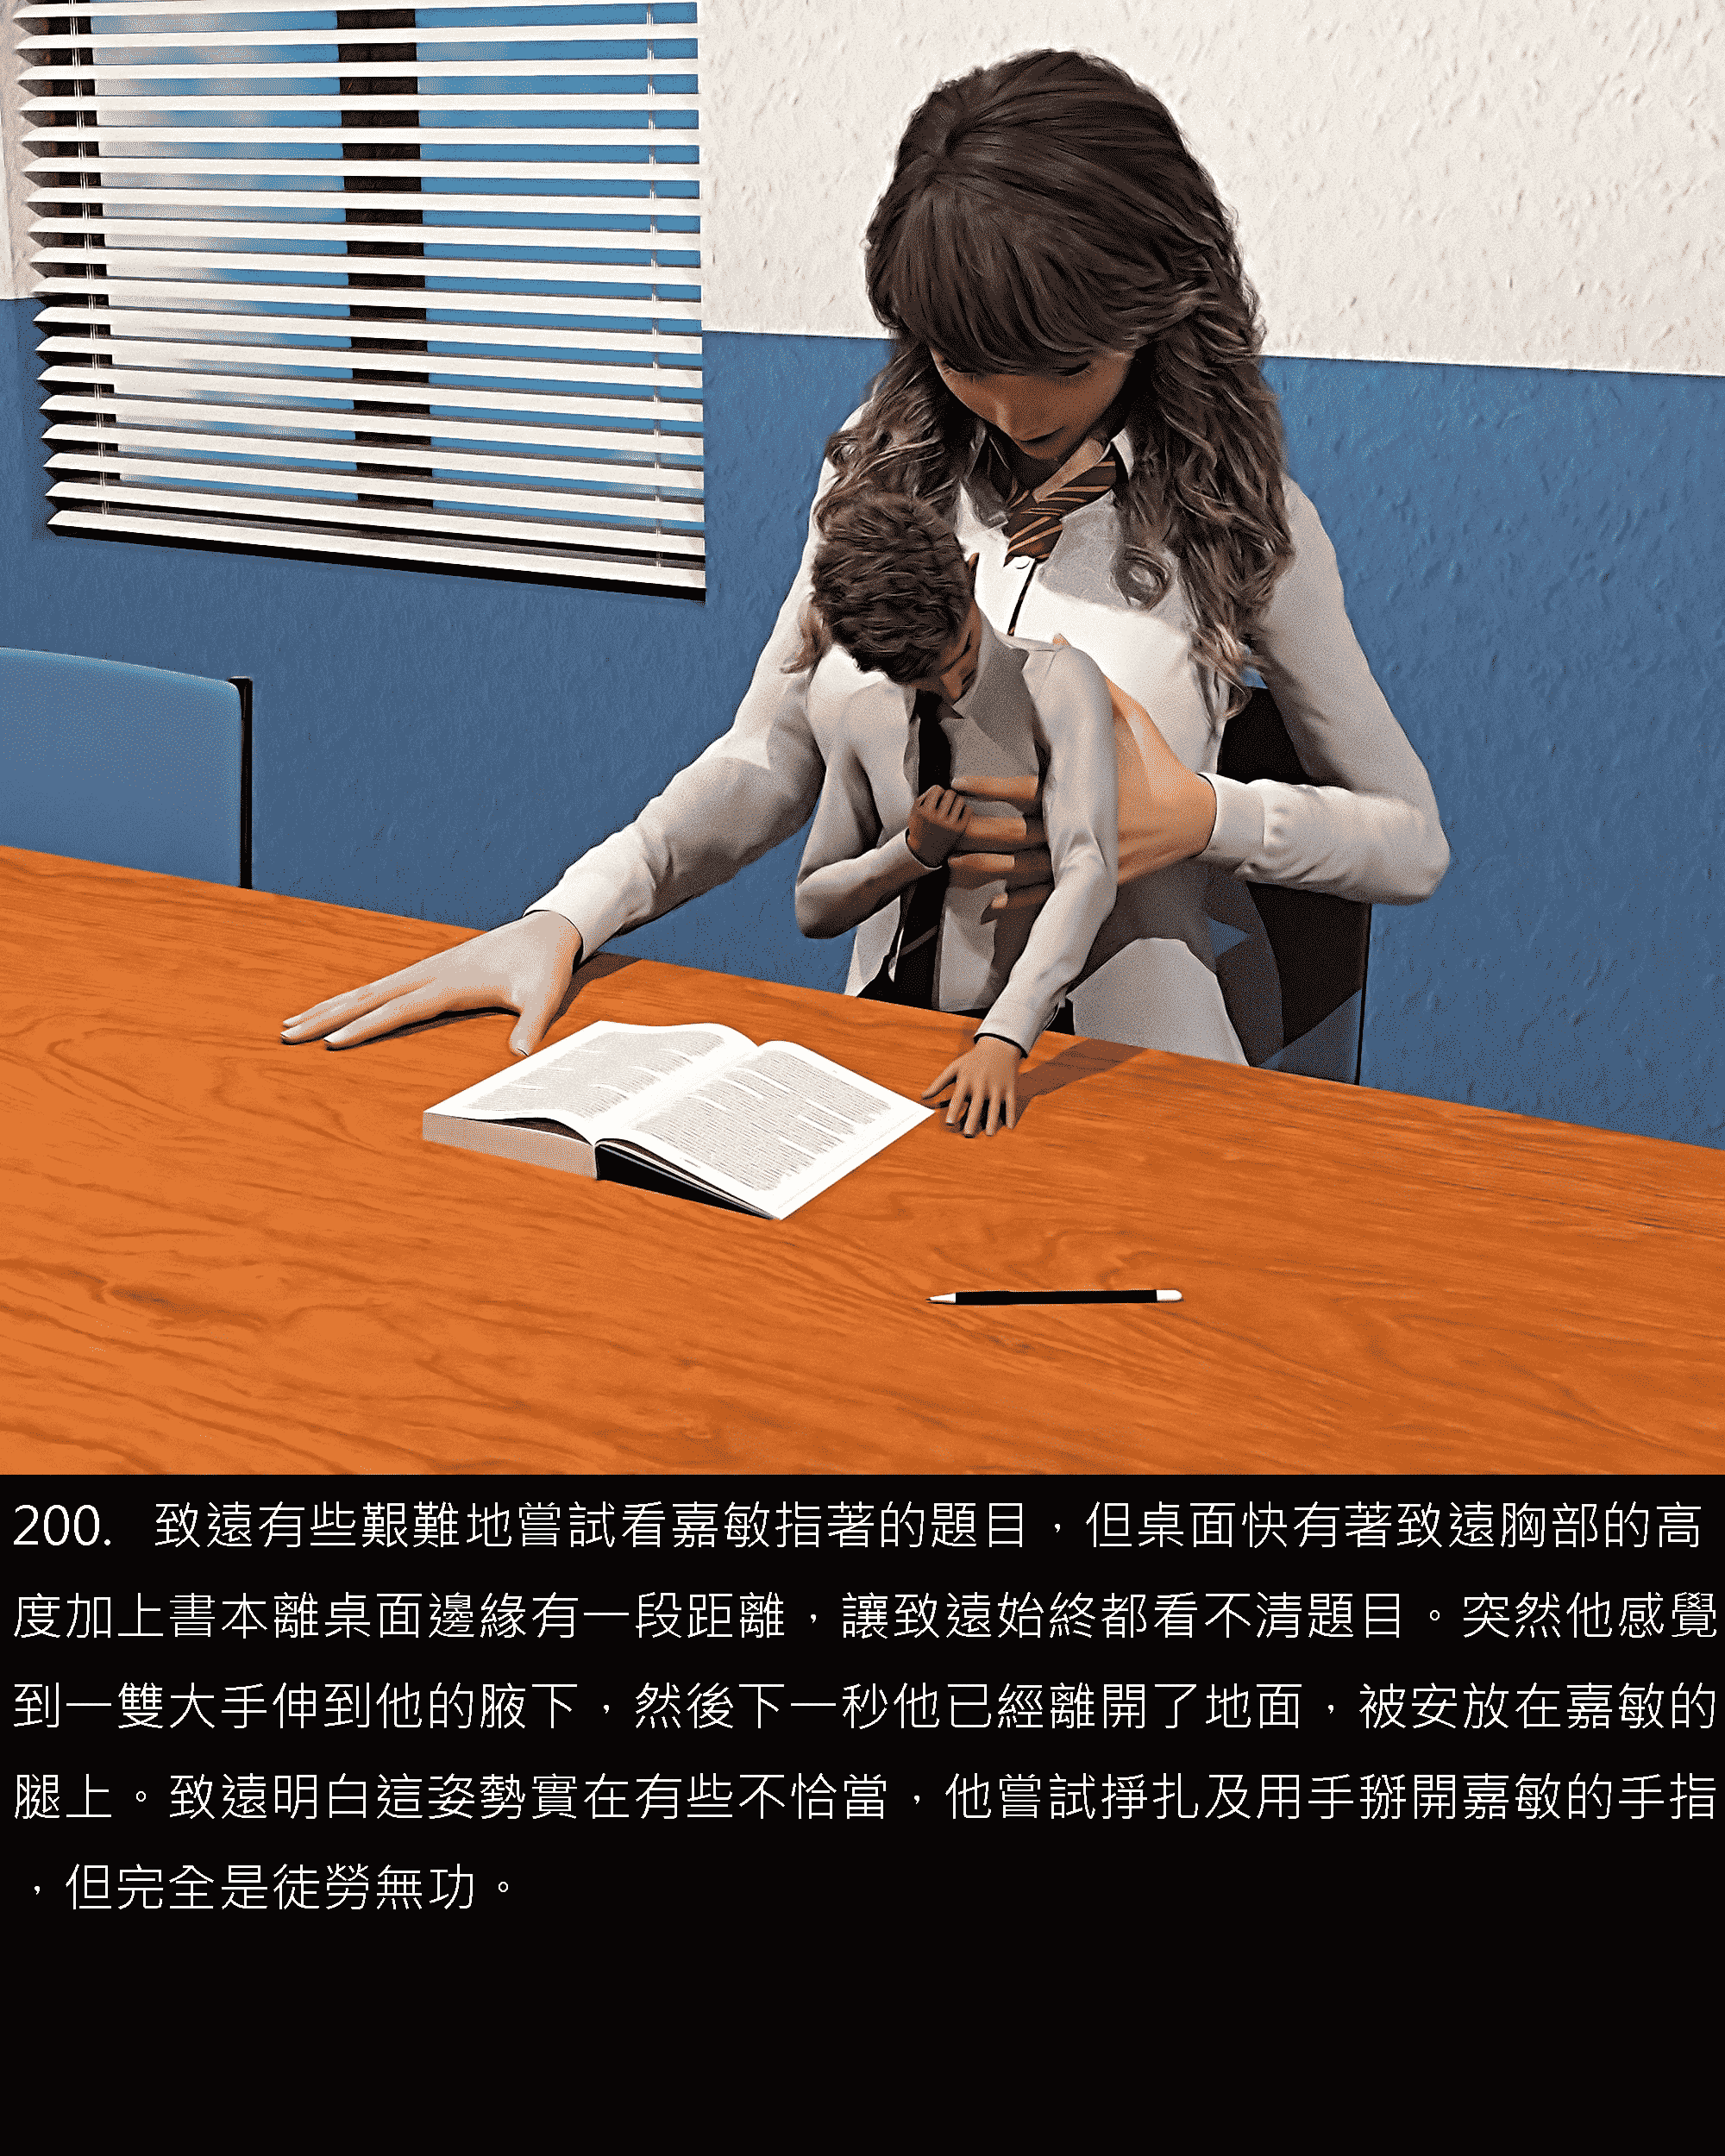 200. 致遠有些艱難地嘗試看嘉敏指著的題目，但桌面快有著致遠胸部的高
度加上書本離桌面邊緣有一段距離，讓致遠始終都看不清題目。突然他感覺
到一雙大手伸到他的腋下，然後下一秒他已經離開了地面，被安放在嘉敏的
腿上。致遠明白這姿勢實在有些不恰當，他嘗試掙扎及用手掰開嘉敏的手指
，但完全是徒勞無功。